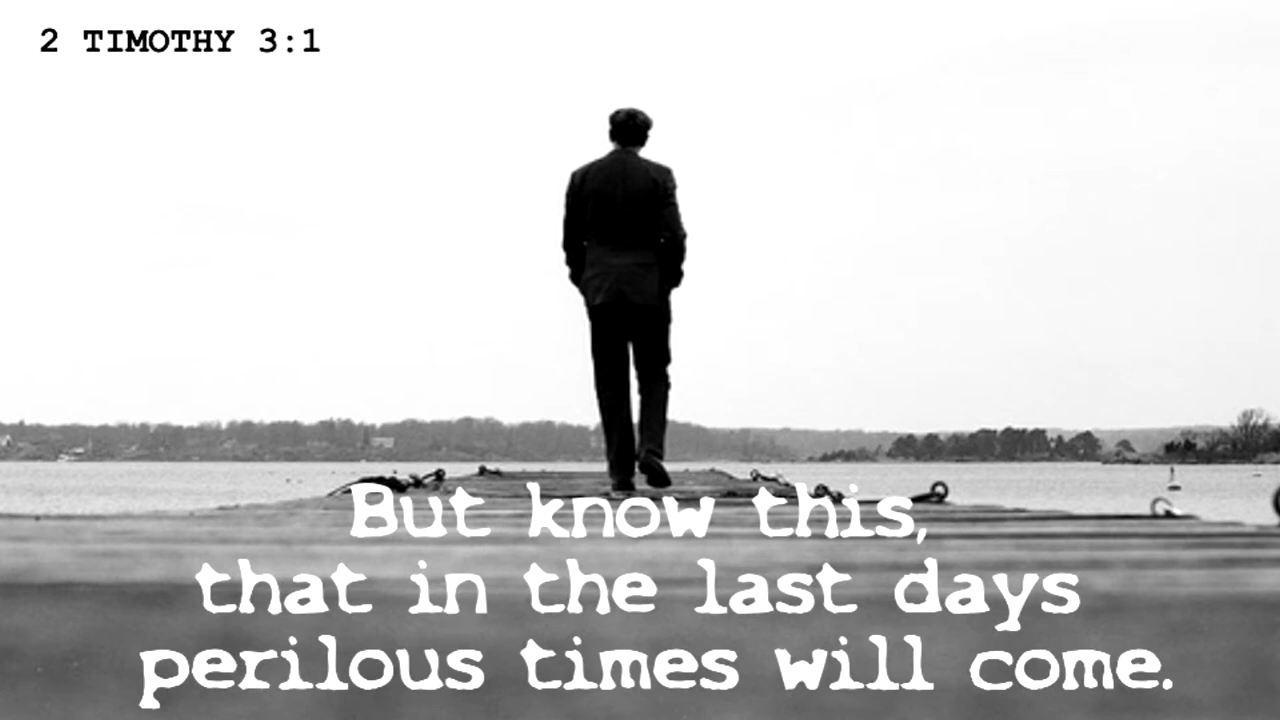 2 TIMOTHY 3:1
But know this,
that in the last days
perilous times will come.